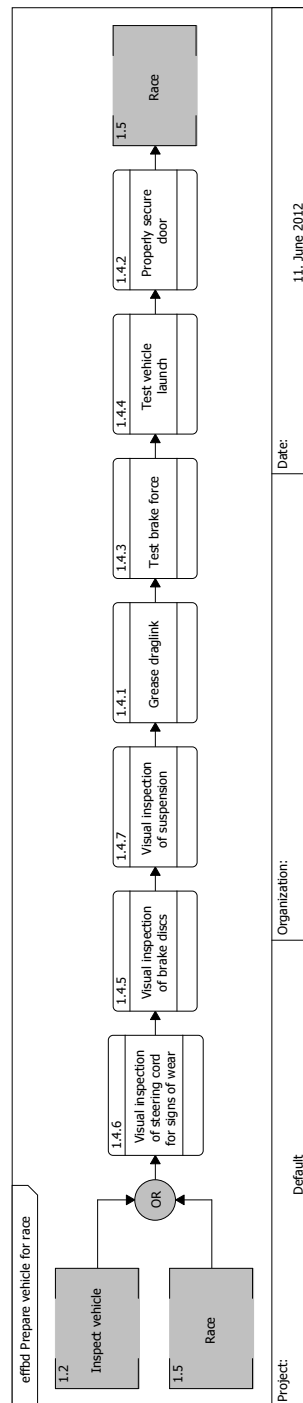 effbd Prepare vehicle for race
1.2
Inspect vehicle
1.5
Race
OR
1.4.6
Visual inspection
of steering cord
for signs of wear
1.4.5
Visual inspection
of brake discs
1.4.7
Visual inspection
of suspension
1.4.1
Grease draglink
1.4.3
Test brake force
1.4.4
Test vehicle
launch
1.4.2
Properly secure
door
1.5
Race
Project:
Default
Organization:
Date:
11. June 2012